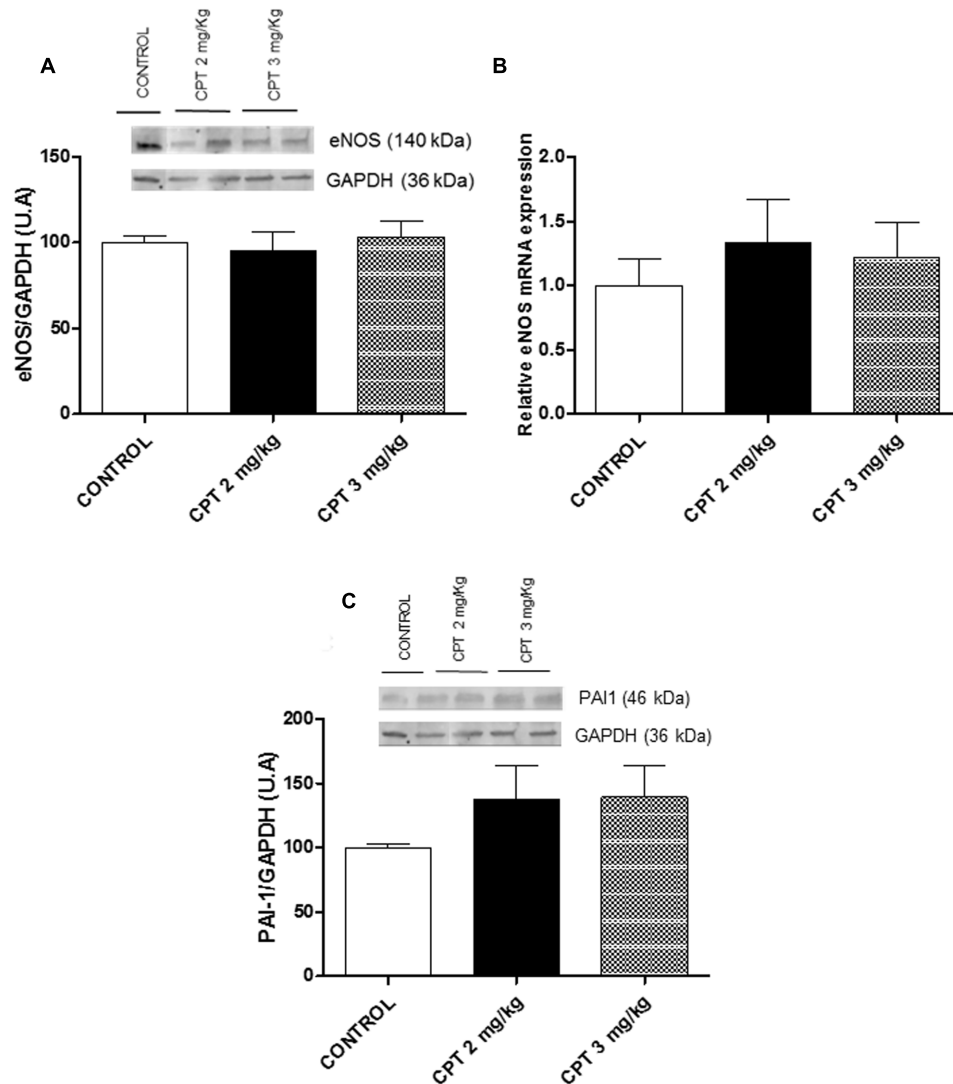 A
CONTROL
CPT 2 mg/Kg
CPT 3 mg/Kg
eNOS (140 kDa)
GAPDH (36 kDa)
eNOS/GAPDH (U.A)
150
100
50
0
CONTROL
CPT 2 mg/kg
CPT 3 mg/kg
B
Relative eNOS mRNA expression
2.0
1.5
1.0
0.5
0.0
CONTROL
CPT 2 mg/kg
CPT 3 mg/kg
C
CONTROL
CPT 2 mg/Kg
CPT 3 mg/Kg
PAI1 (46 kDa)
GAPDH (36 kDa)
PAI-1/GAPDH (U.A)
200
150
100
50
0
CONTROL
CPT 2 mg/kg
CPT 3 mg/kg